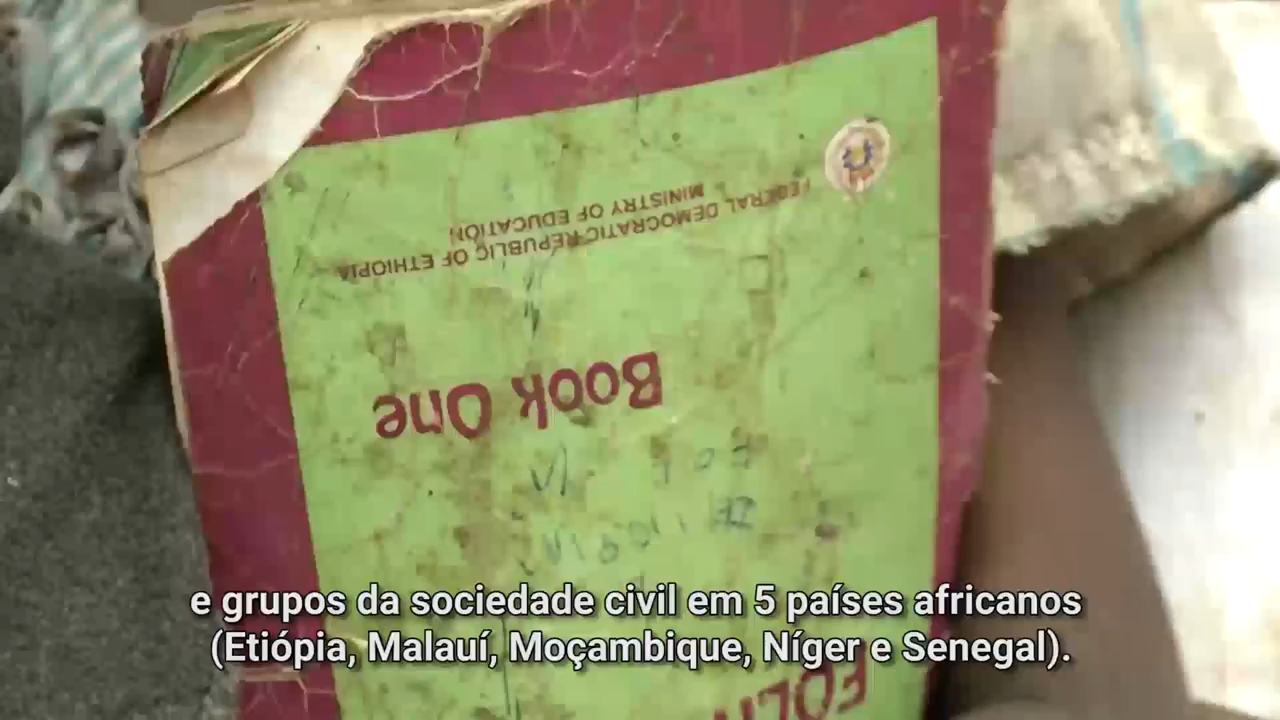 FEDERAL DEMOCRATIC REPUBLIC OF ETHIOPIA
MINISTRY OF EDUCATION
Book One
e grupos da sociedade civil em 5 países africanos
(Etiópia, Malauí, Moçambique, Níger e Senegal).